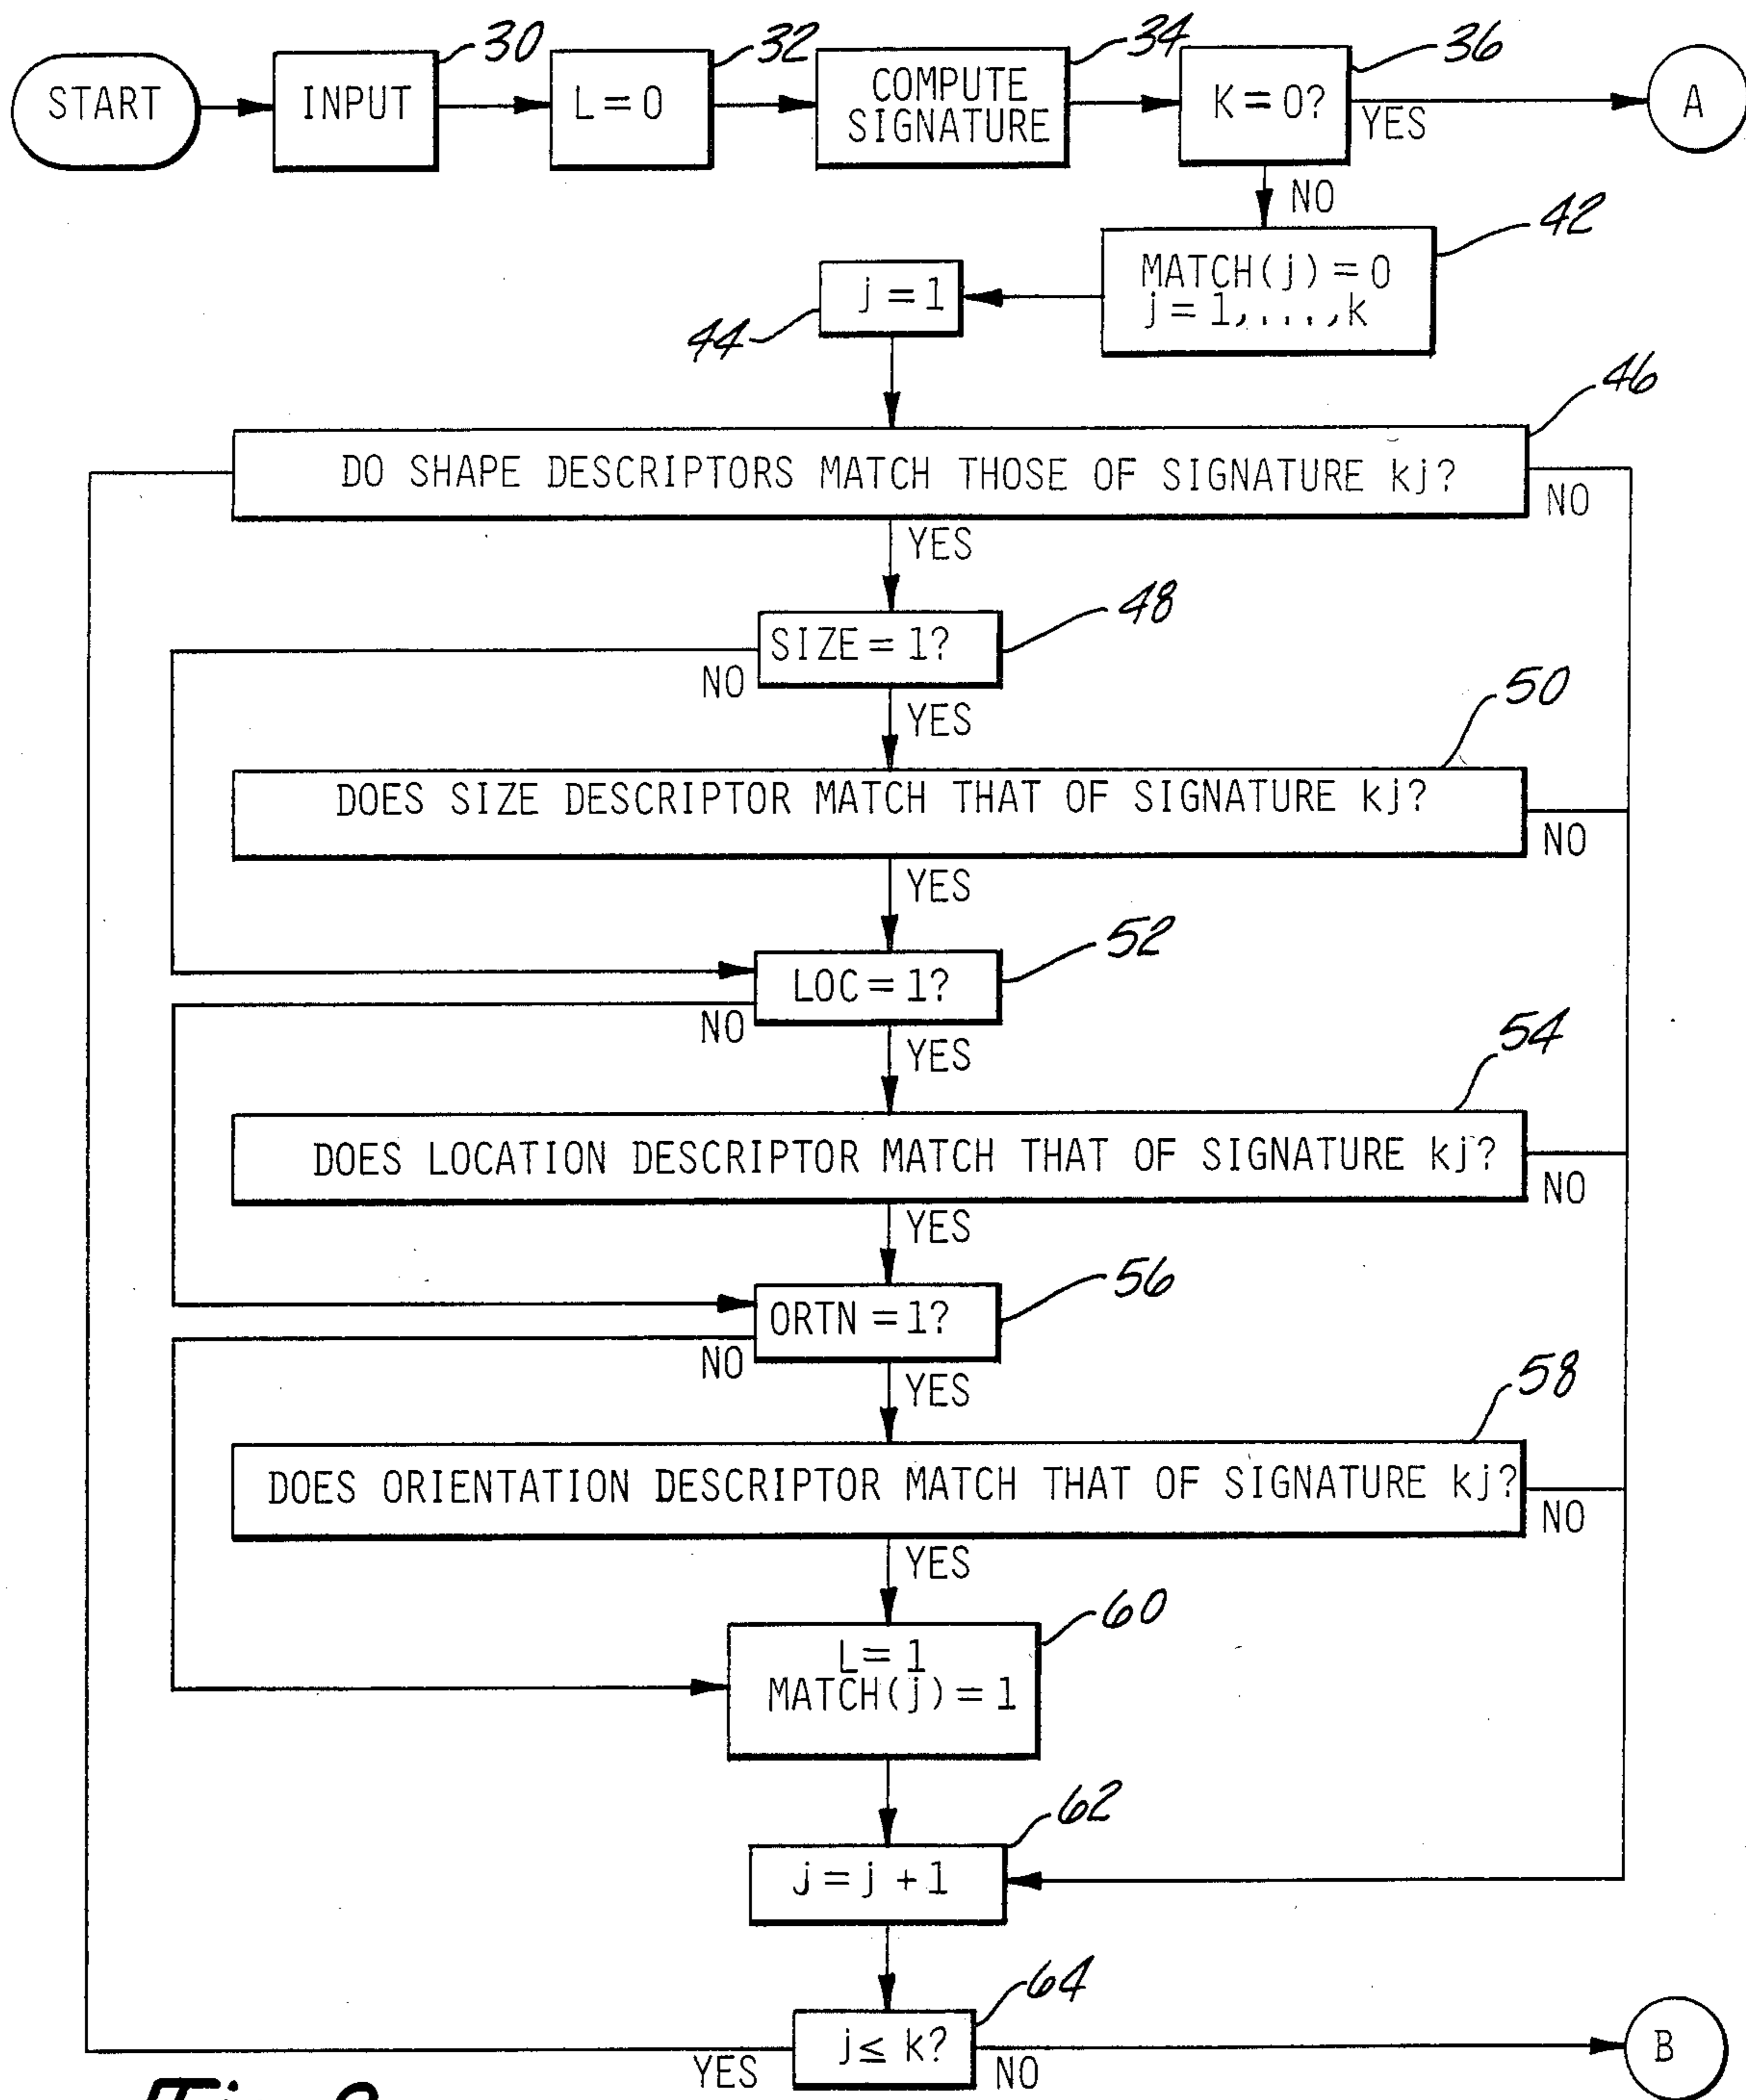 30
32
34
36
START
INPUT
L = 0
COMPUTE
SIGNATURE
K = 0?
YES
A
NO
42
MATCH(j) = 0
j = 1,...,k
j = 1
44
46
DO SHAPE DESCRIPTORS MATCH THOSE OF SIGNATURE kj?
NO
YES
48
SIZE = 1?
NO
YES
50
DOES SIZE DESCRIPTOR MATCH THAT OF SIGNATURE kj?
NO
YES
52
LOC = 1?
NO
YES
54
DOES LOCATION DESCRIPTOR MATCH THAT OF SIGNATURE kj?
NO
YES
56
ORTN = 1?
NO
YES
58
DOES ORIENTATION DESCRIPTOR MATCH THAT OF SIGNATURE kj?
NO
YES
60
L = 1
MATCH(j) = 1
62
j = j + 1
64
j ≤ k?
YES
NO
B